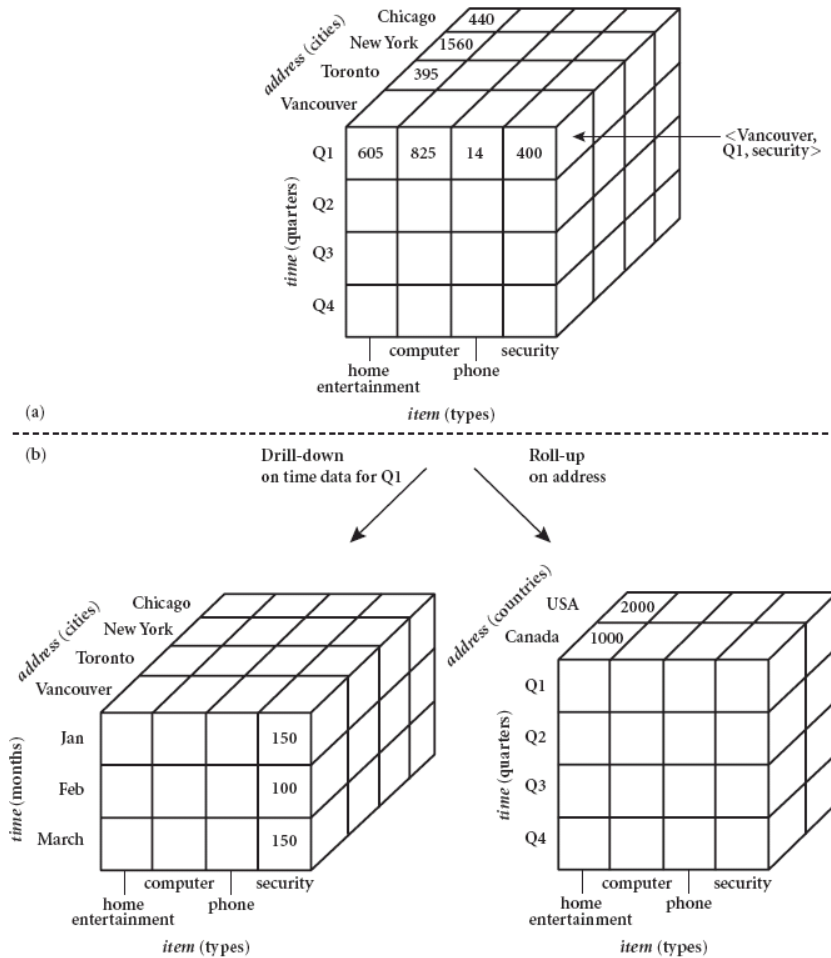 Chicago
440
New York
1560
Toronto
395
Vancouver
address (cities)
<Vancouver,
Q1, security>
Q1 605 825 14 400
Q2
Q3
Q4
time (quarters)
computer security
home
entertainment
phone
item (types)
(a)
(b)
Drill-down
on time data for Q1
Roll-up
on address
Chicago
New York
Toronto
Vancouver
address (cities)
Jan 150
Feb 100
March 150
time (months)
computer security
home
entertainment
phone
item (types)
address (countries)
USA 2000
Canada 1000
Q1
Q2
Q3
Q4
time (quarters)
computer security
home
entertainment
phone
item (types)